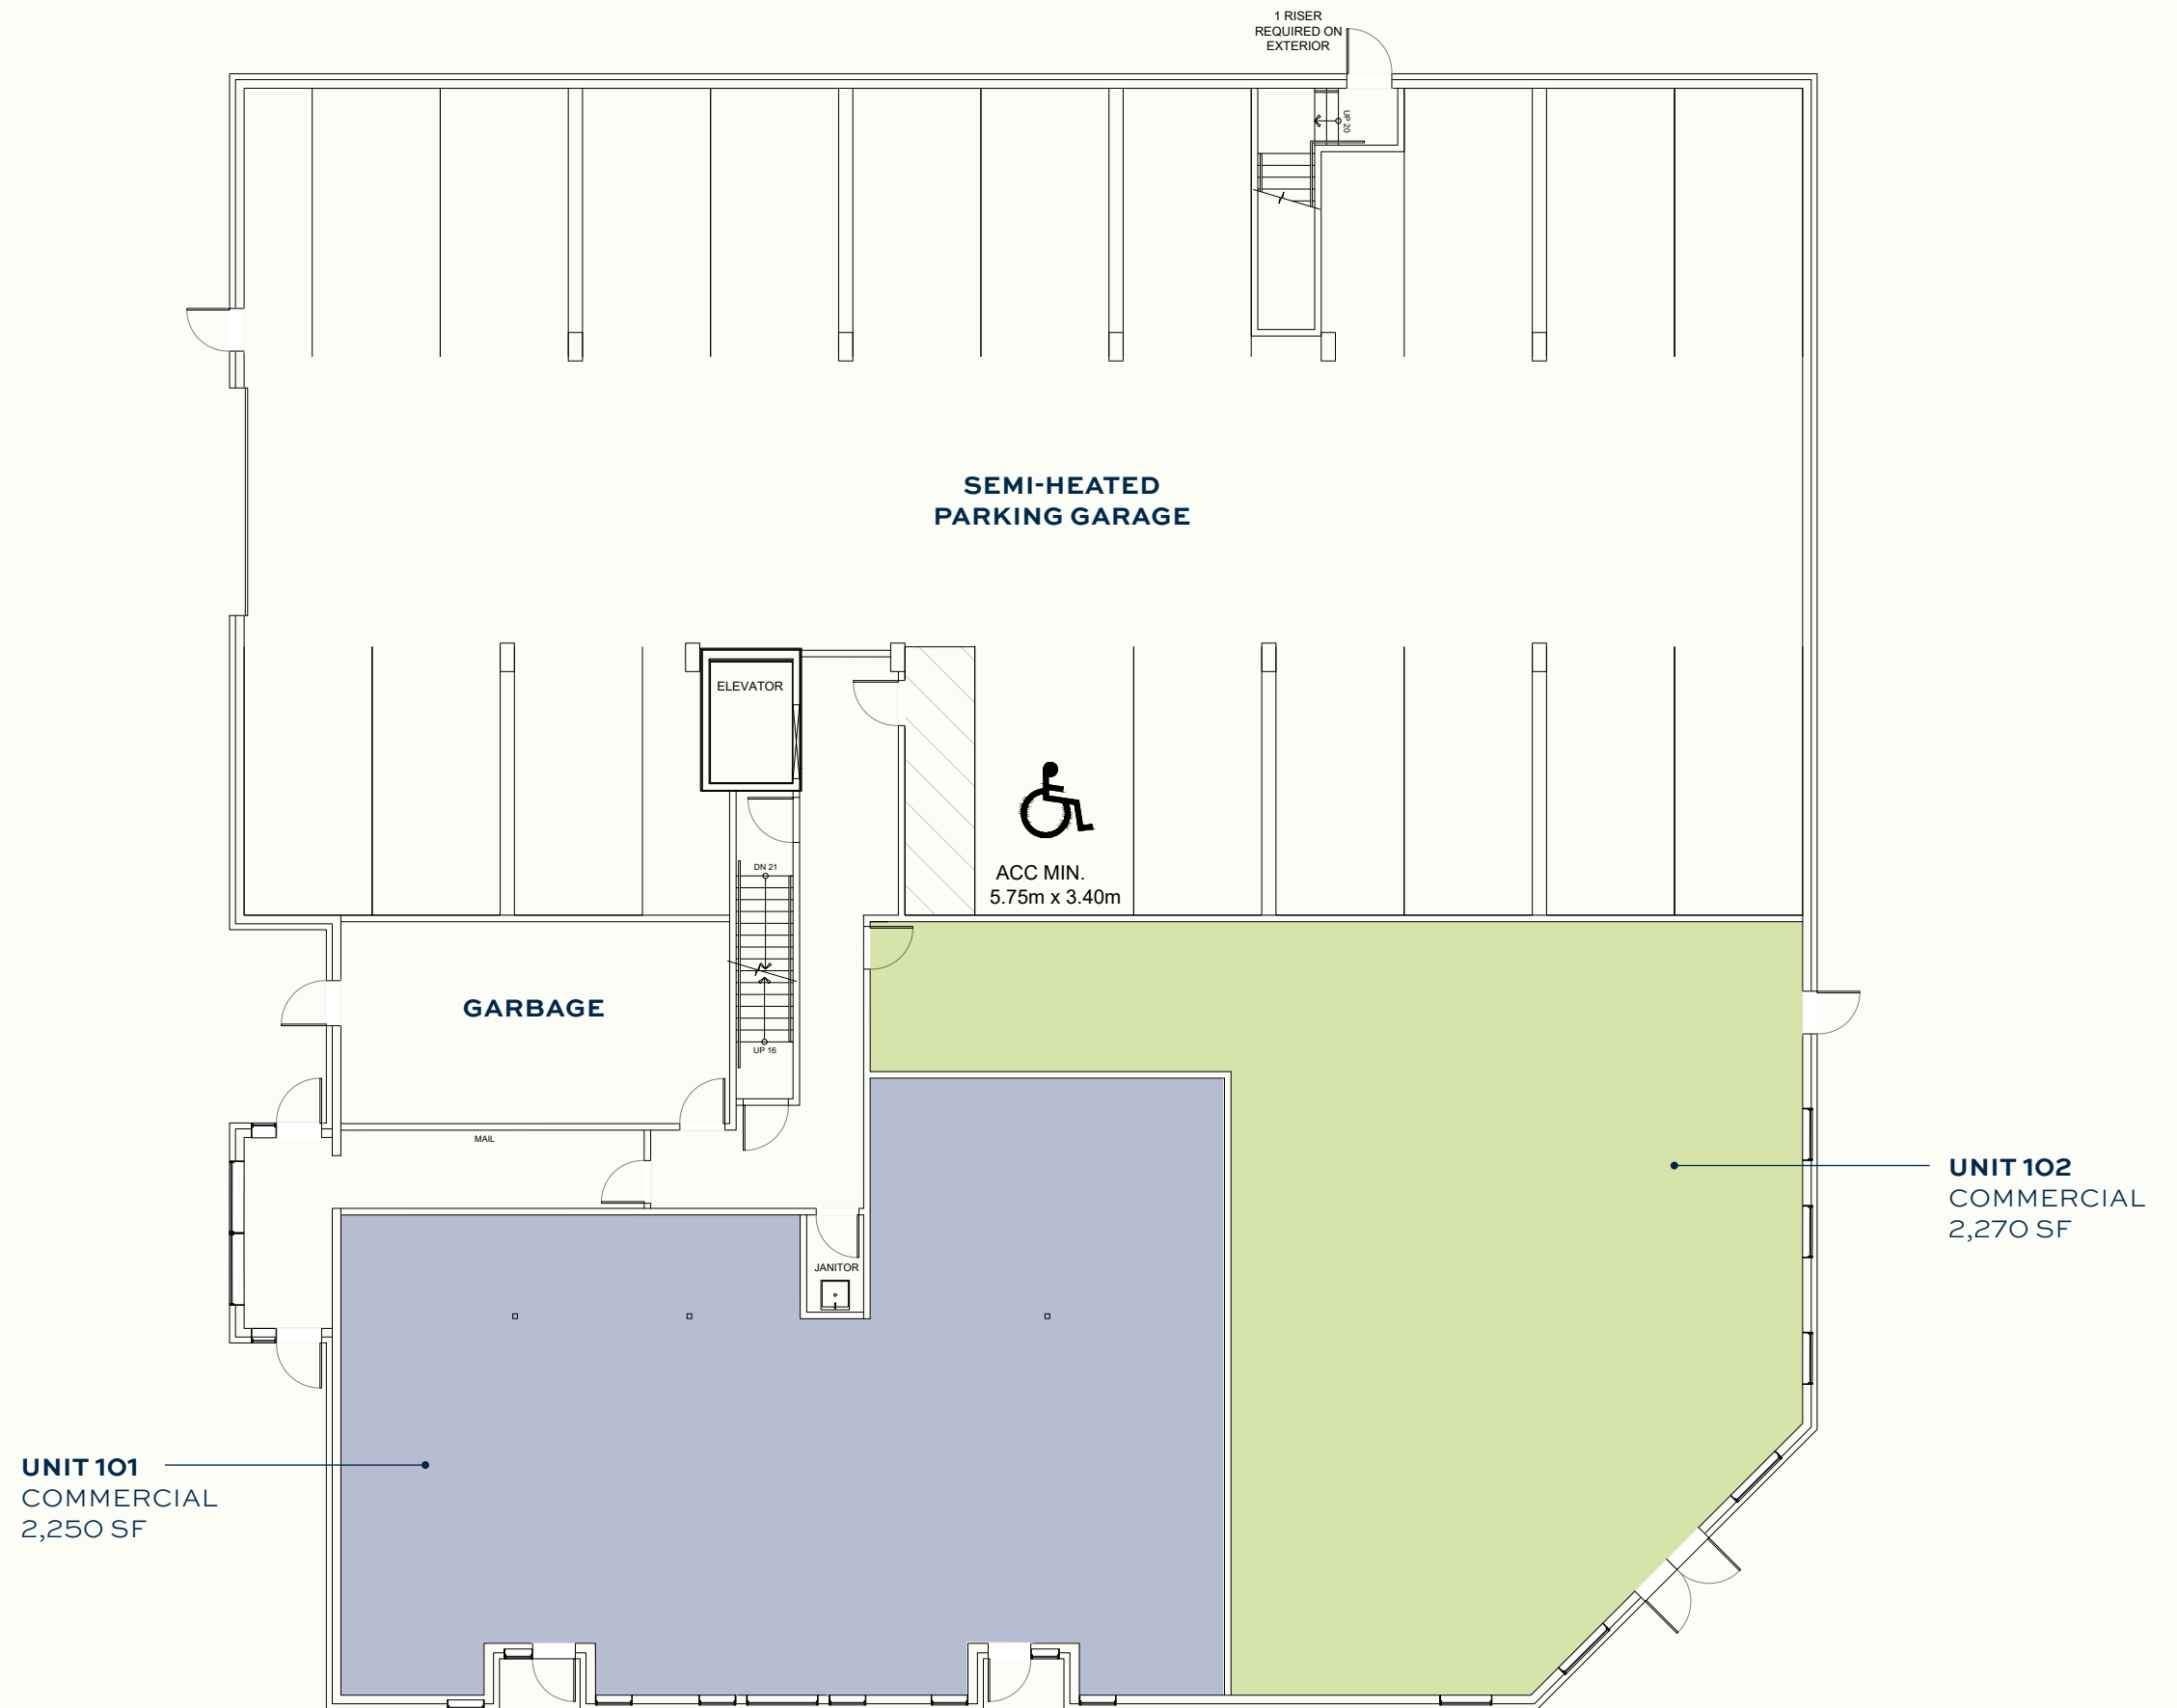 1 RISER
REQUIRED ON
EXTERIOR
UP 20
SEMI-HEATED
PARKING GARAGE
ELEVATOR
ACC MIN.
5.75m x 3.40m
DN 21
GARBAGE
UP 16
MAIL
JANITOR
UNIT 102
COMMERCIAL
2,270 SF
UNIT 101
COMMERCIAL
2,250 SF